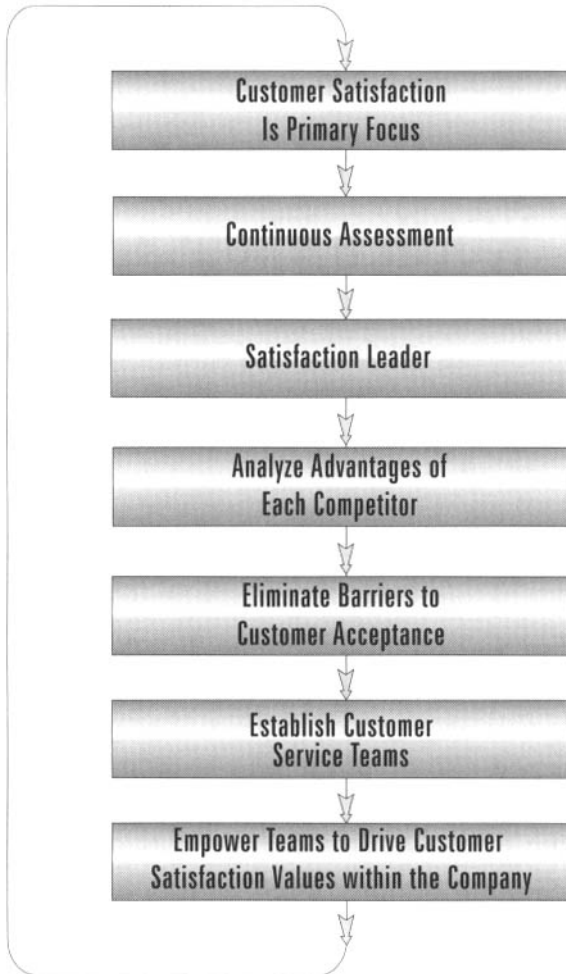 Customer Satisfaction
Is Primary Focus
Continuous Assessment
Satisfaction Leader
Analyze Advantages of
Each Competitor
Eliminate Barriers to
Customer Acceptance
Establish Customer
Service Teams
Empower Teams to Drive Customer
Satisfaction Values within the Company